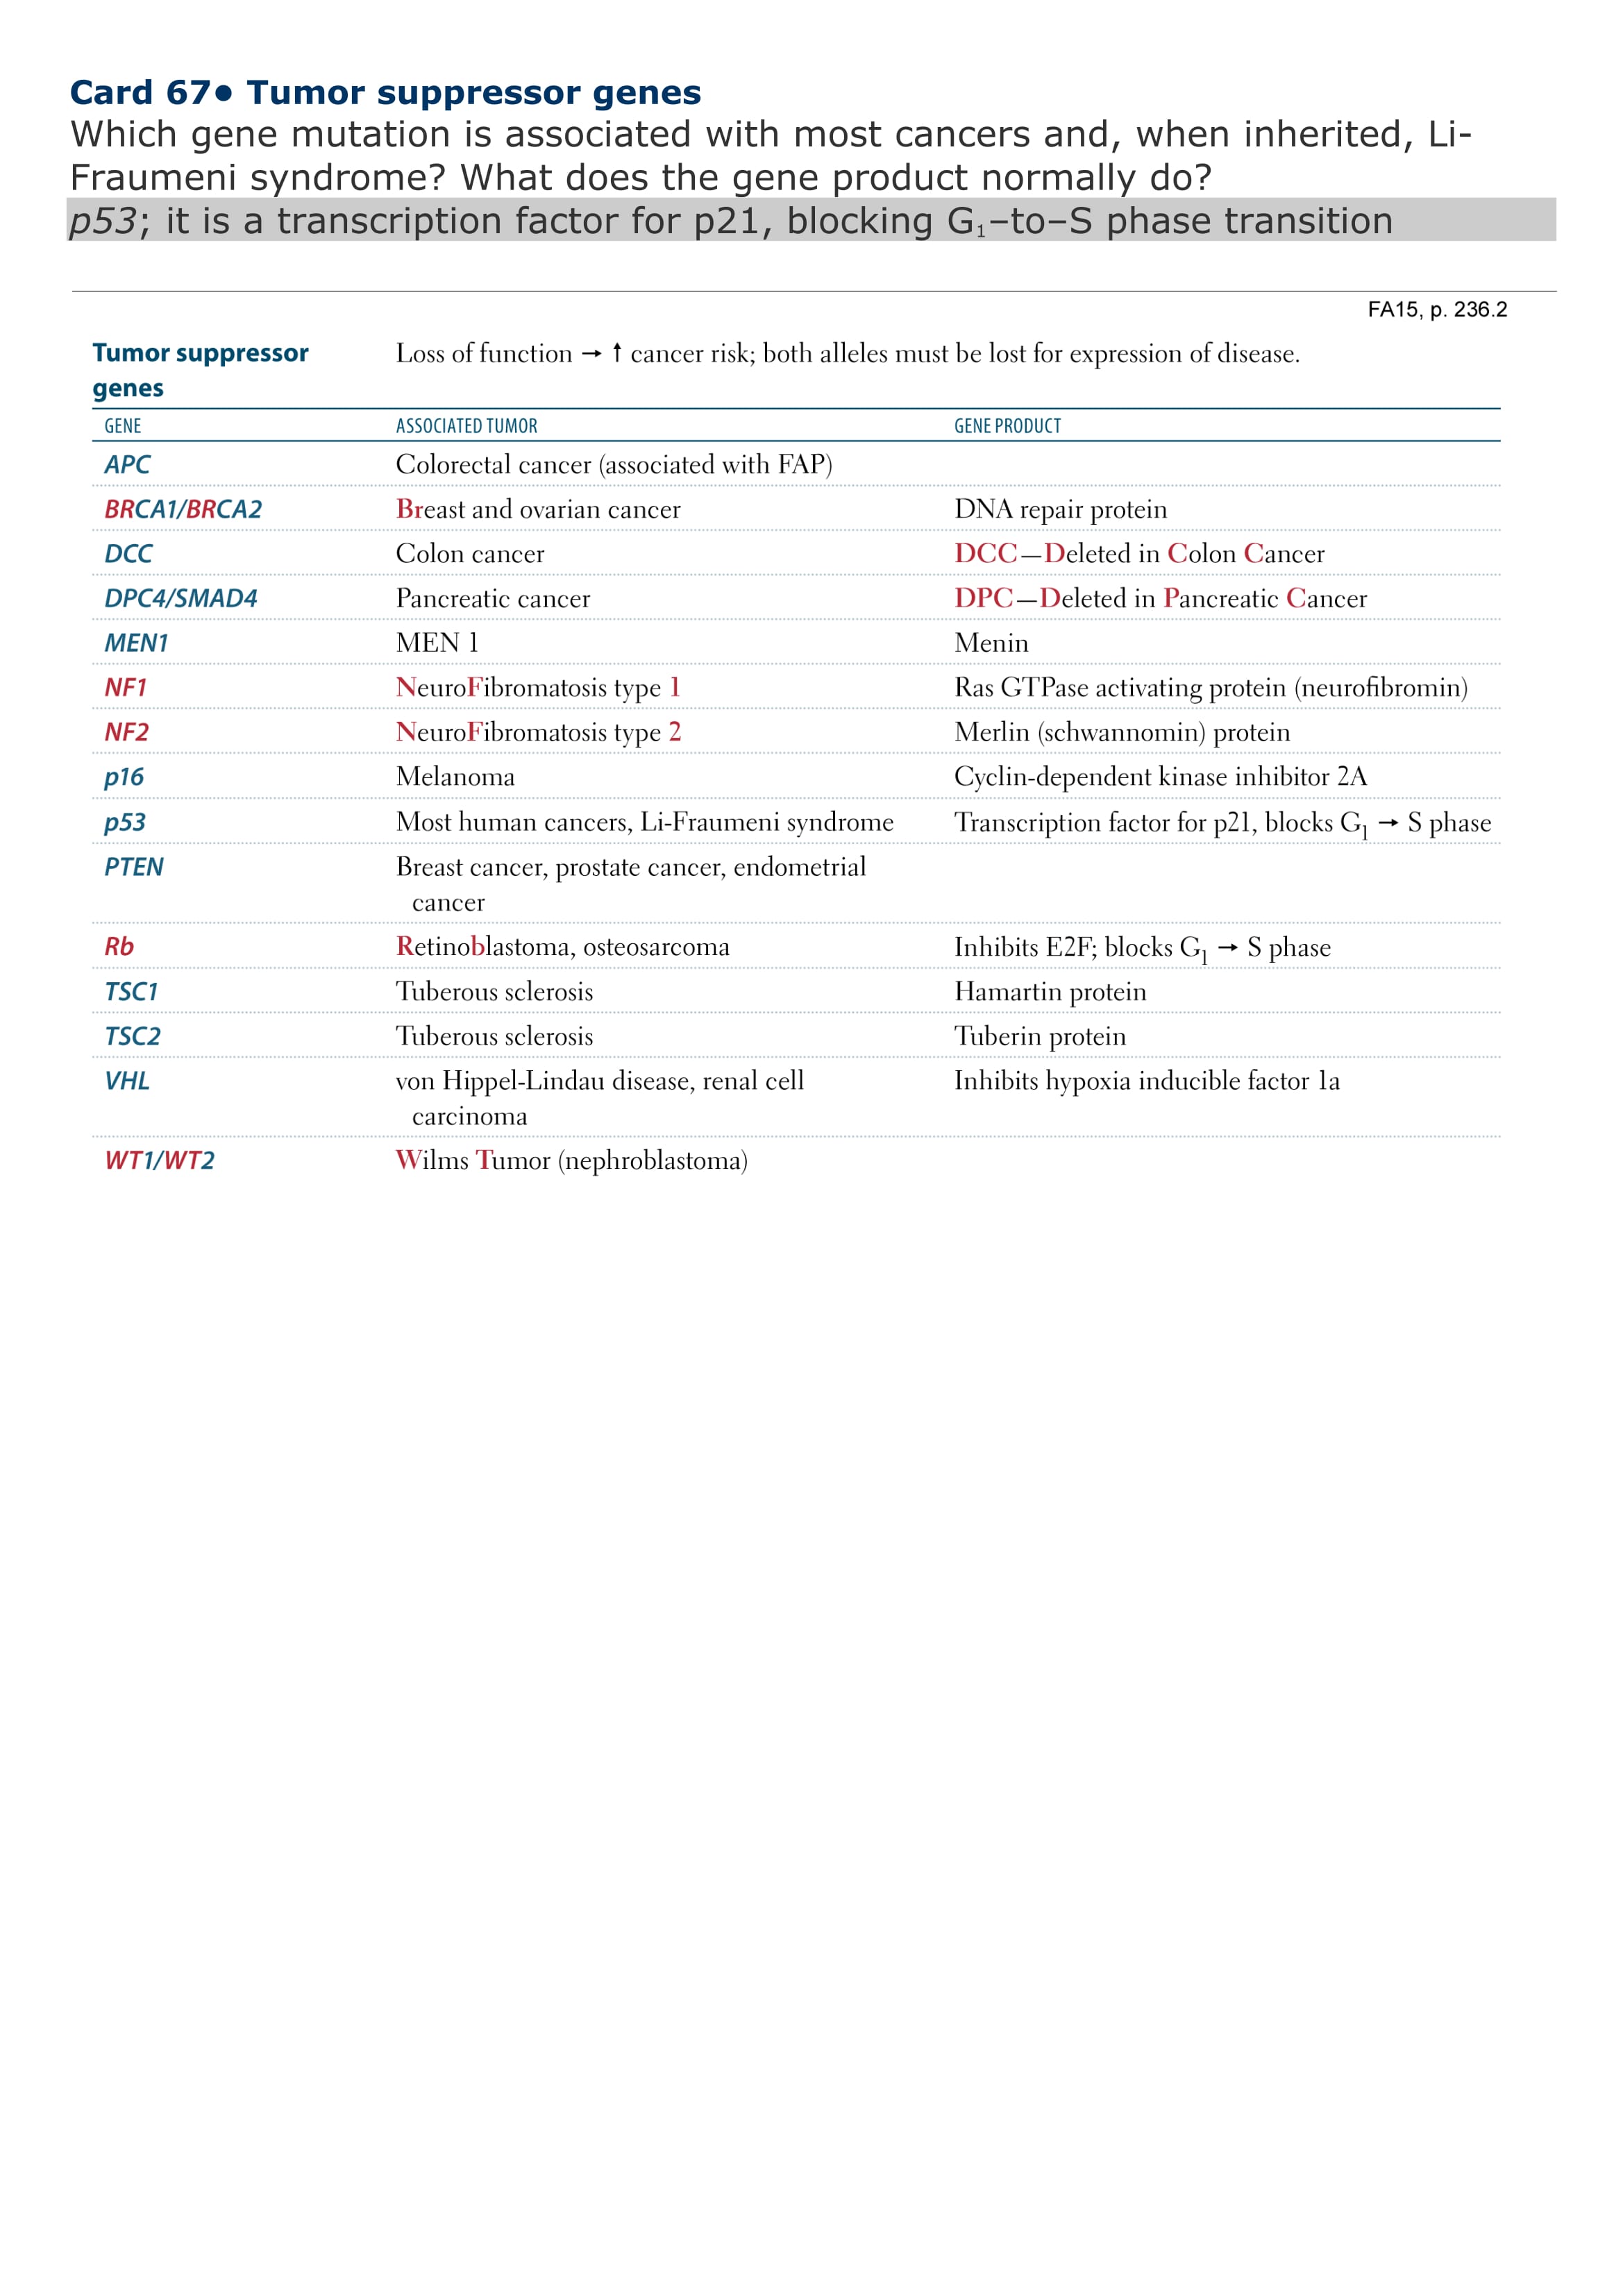 Card 67● Tumor suppressor genes
Which gene mutation is associated with most cancers and, when inherited, Li-
Fraumeni syndrome? What does the gene product normally do?
p53; it is a transcription factor for p21, blocking G₁–to–S phase transition
FA15, p. 236.2
Tumor suppressor genes Loss of function → ↑ cancer risk; both alleles must be lost for expression of disease.
GENE ASSOCIATED TUMOR GENE PRODUCT
APC Colorectal cancer (associated with FAP)
BRCA1/BRCA2 Breast and ovarian cancer DNA repair protein
DCC Colon cancer DCC—Deleted in Colon Cancer
DPC4/SMAD4 Pancreatic cancer DPC—Deleted in Pancreatic Cancer
MEN1 MEN 1 Menin
NF1 NeuroFibromatosis type 1 Ras GTPase activating protein (neurofibromin)
NF2 NeuroFibromatosis type 2 Merlin (schwannomin) protein
p16 Melanoma Cyclin-dependent kinase inhibitor 2A
p53 Most human cancers, Li-Fraumeni syndrome Transcription factor for p21, blocks G₁ → S phase
PTEN Breast cancer, prostate cancer, endometrial
cancer
Rb Retinoblastoma, osteosarcoma Inhibits E2F; blocks G₁ → S phase
TSC1 Tuberous sclerosis Hamartin protein
TSC2 Tuberous sclerosis Tuberin protein
VHL von Hippel-Lindau disease, renal cell Inhibits hypoxia inducible factor 1a
carcinoma
WT1/WT2 Wilms Tumor (nephroblastoma)